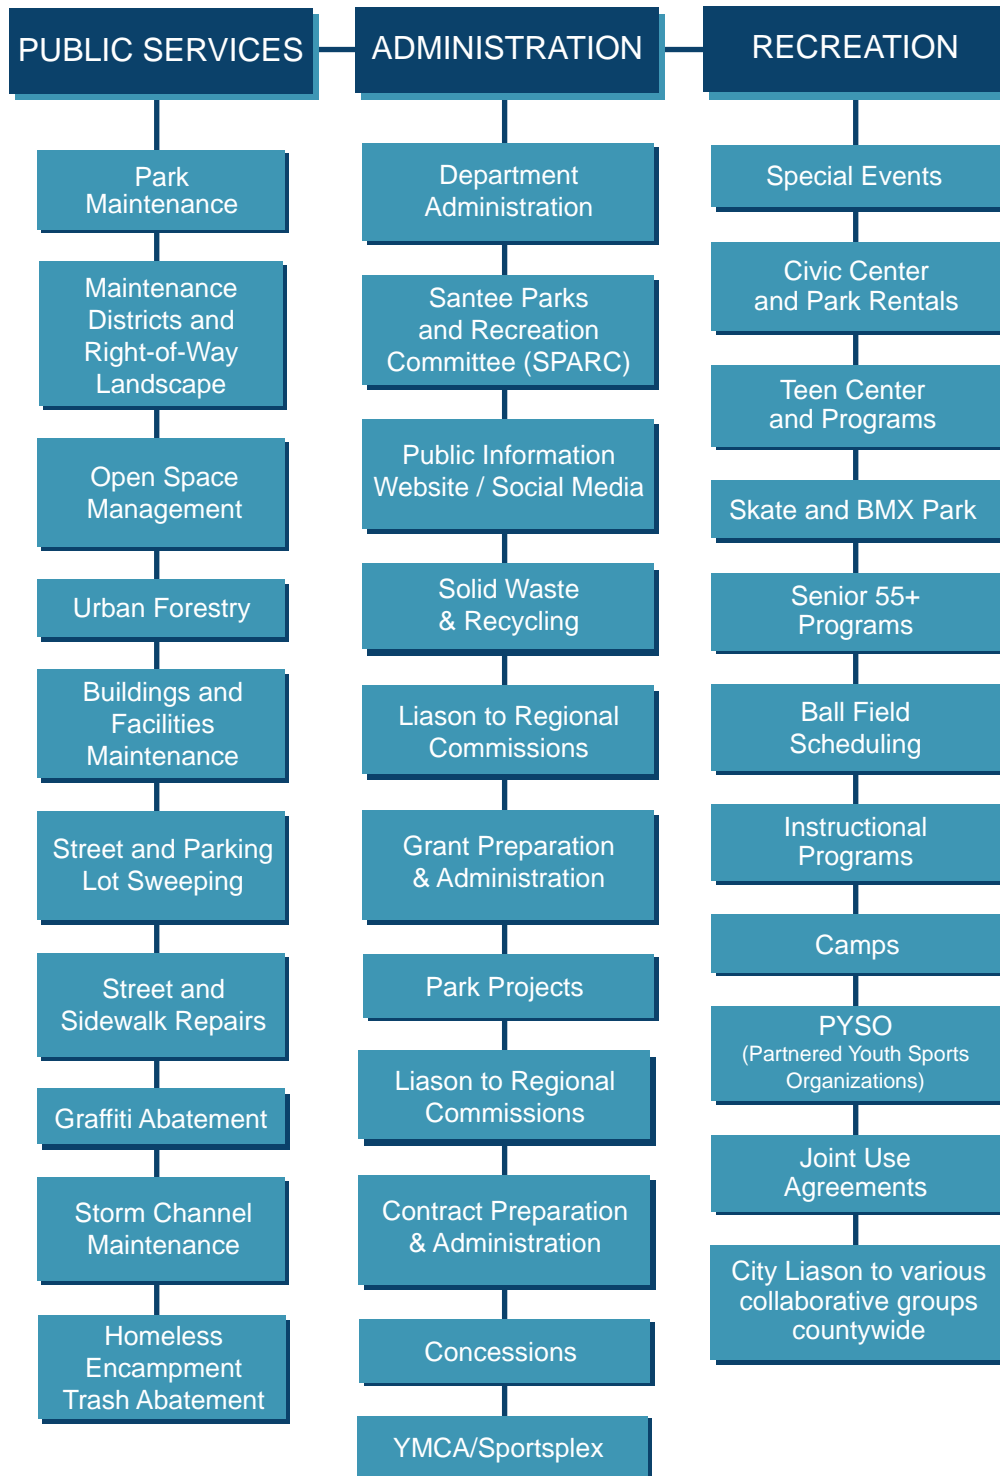 PUBLIC SERVICES
Park
Maintenance
Maintenance
Districts and
Right-of-Way
Landscape
Open Space
Management
Urban Forestry
Buildings and
Facilities
Maintenance
Street and Parking
Lot Sweeping
Street and
Sidewalk Repairs
Graffiti Abatement
Storm Channel
Maintenance
Homeless
Encampment
Trash Abatement
ADMINISTRATION
Department
Administration
Santee Parks
and Recreation
Committee (SPARC)
Public Information
Website / Social Media
Solid Waste
& Recycling
Liason to Regional
Commissions
Grant Preparation
& Administration
Park Projects
Liason to Regional
Commissions
Contract Preparation
& Administration
Concessions
YMCA/Sportsplex
RECREATION
Special Events
Civic Center
and Park Rentals
Teen Center
and Programs
Skate and BMX Park
Senior 55+
Programs
Ball Field
Scheduling
Instructional
Programs
Camps
PYSO
(Partnered Youth Sports
Organizations)
Joint Use
Agreements
City Liason to various
collaborative groups
countywide